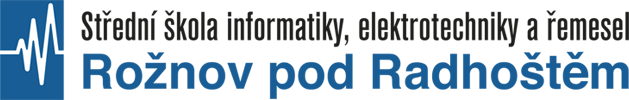 Střední škola informatiky, elektrotechniky a řemesel
Rožnov pod Radhoštěm